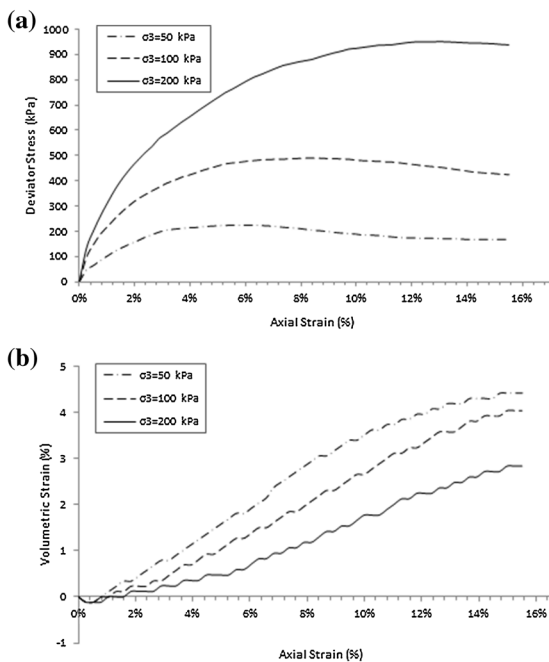 (a)
σ3=50 kPa
σ3=100 kPa
σ3=200 kPa
Deviator Stress (kPa)
1000
900
800
700
600
500
400
300
200
100
0
0% 2% 4% 6% 8% 10% 12% 14% 16%
Axial Strain (%)
(b)
σ3=50 kPa
σ3=100 kPa
σ3=200 kPa
Volumetric Strain (%)
5
4
3
2
1
0
-1
0% 2% 4% 6% 8% 10% 12% 14% 16%
Axial Strain (%)